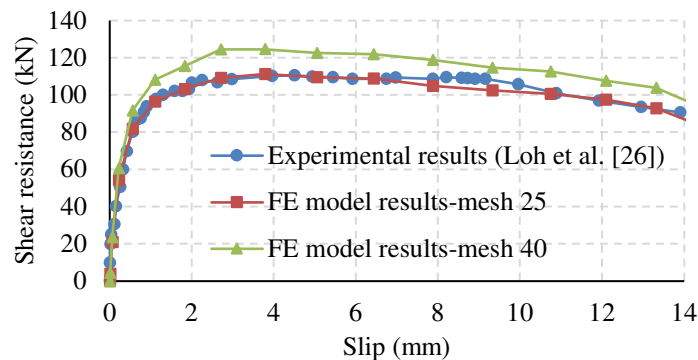 140
120
100
80
60
40
20
0
Shear resistance (kN)
Experimental results (Loh et al. [26])
FE model results-mesh 25
FE model results-mesh 40
0 2 4 6 8 10 12 14
Slip (mm)